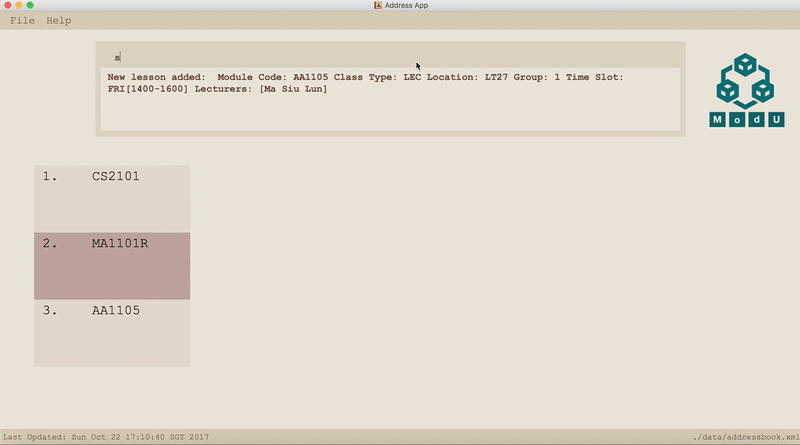 Address App
File Help
s
New lesson added: Module Code: AA1105 Class Type: LEC Location: LT27 Group: 1 Time Slot:
FRI[1400-1600] Lecturers: [Ma Siu Lun]
ModU
1. CS2101
2. MA1101R
3. AA1105
Last Updated: Sun Oct 22 17:10:40 SGT 2017
./data/addressbook.xml